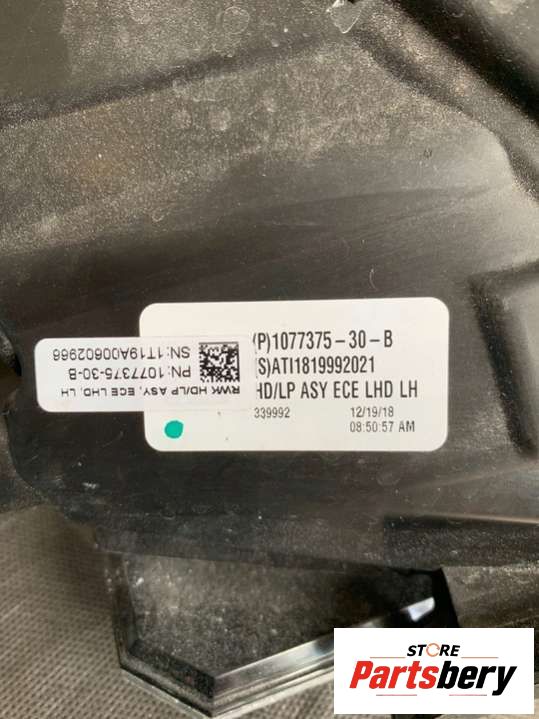 (P)1077375-30-B
(S)ATI1819992021
HD/LP ASY ECE LHD LH
339992 12/19/18
08:50:57 AM
RWK HD/LP ASY, ECE LHD, LH
PN:1077375-30-B
SN:1T19A00602966
STORE
Partsbery